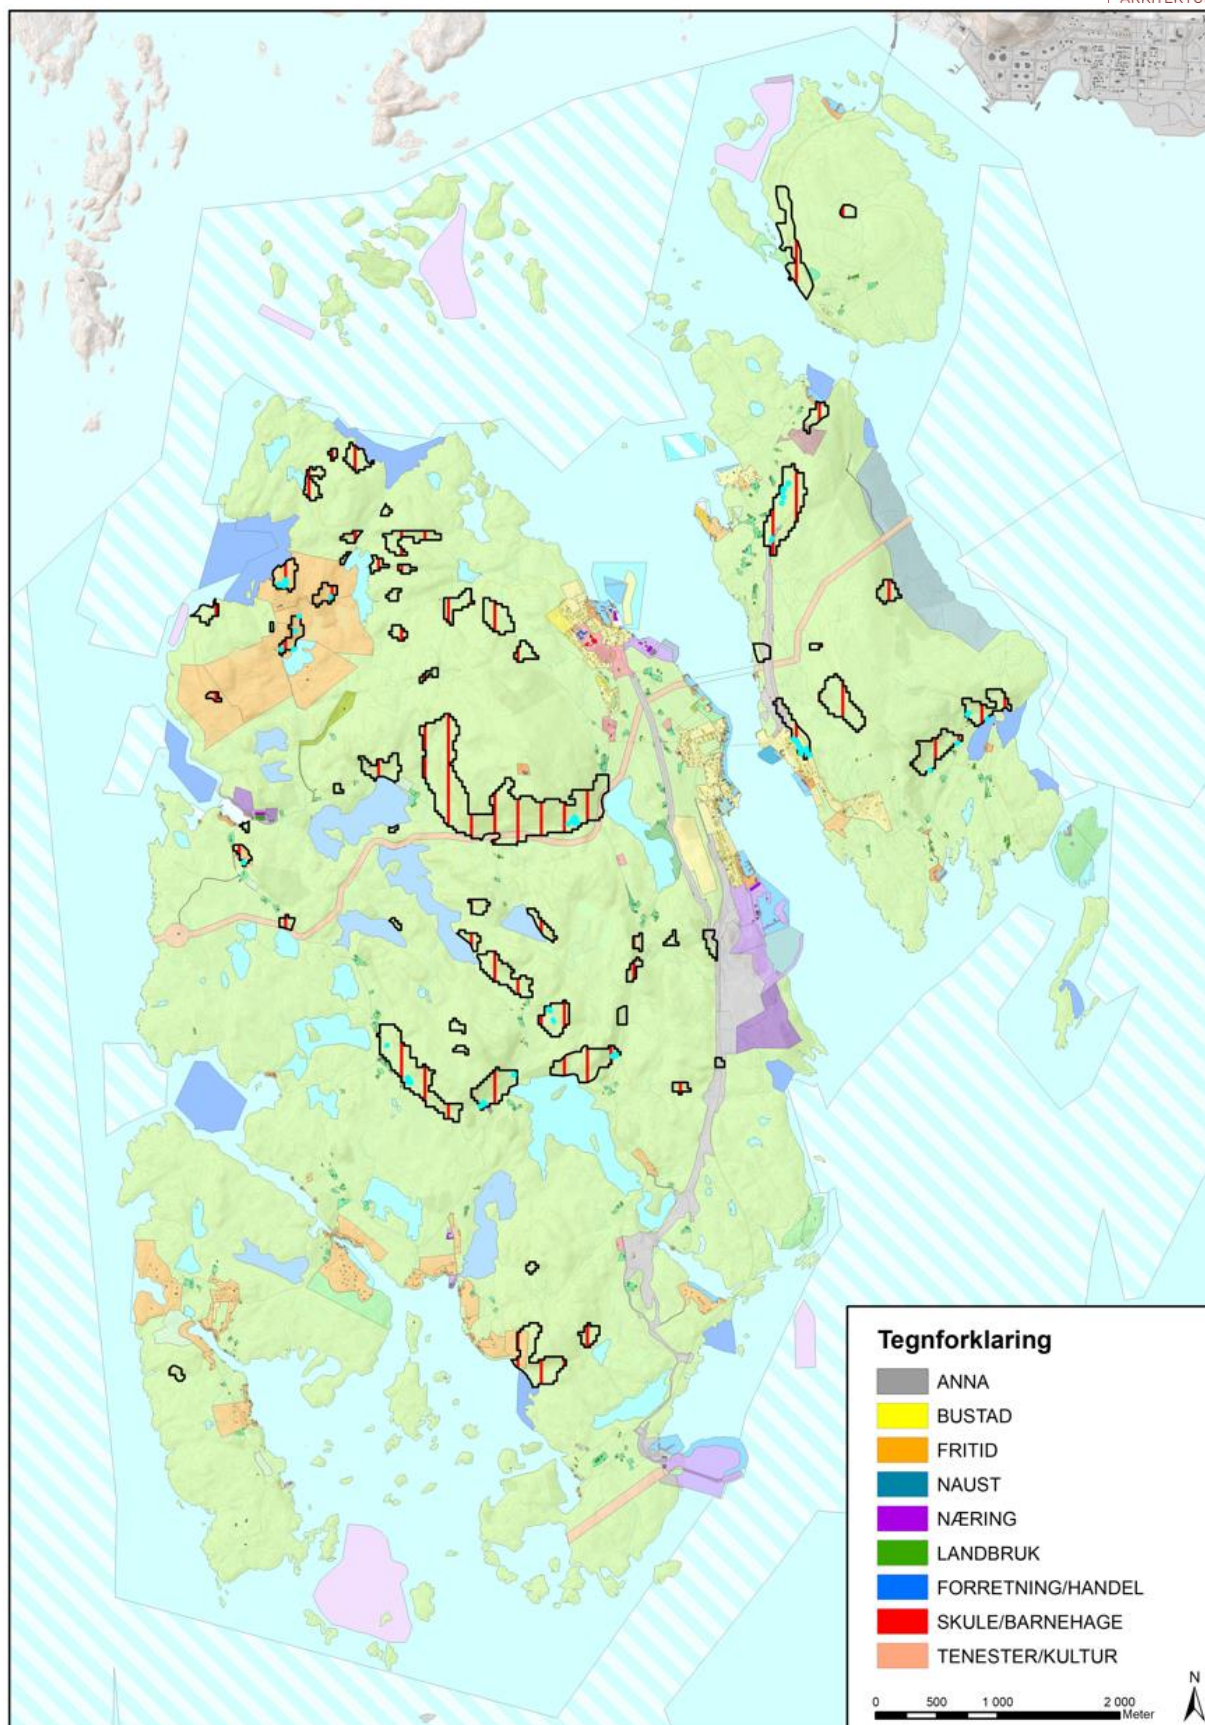 Tegnforklaring
ANNA
BUSTAD
FRITID
NAUST
NÆRING
LANDBRUK
FORRETNING/HANDEL
SKULE/BARNEHAGE
TENESTER/KULTUR
N
0 500 1 000 2 000
Meter